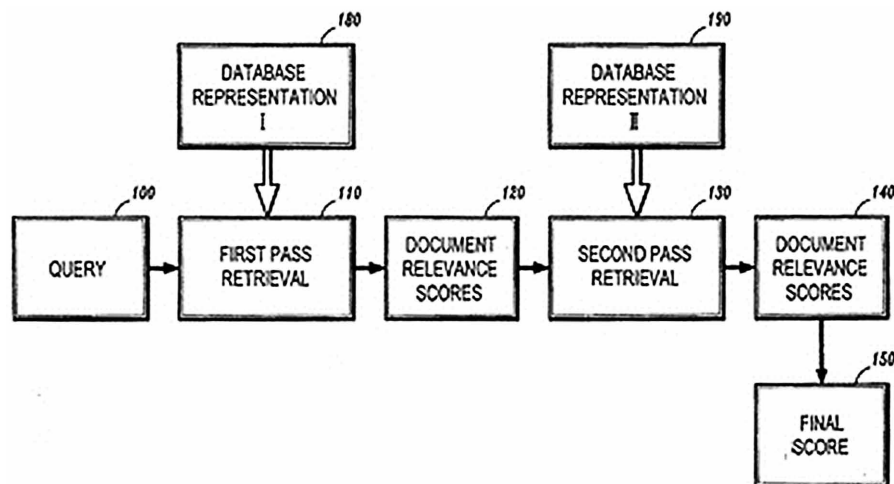 180
DATABASE
REPRESENTATION
I
190
DATABASE
REPRESENTATION
II
100
QUERY
110
FIRST PASS
RETRIEVAL
120
DOCUMENT
RELEVANCE
SCORES
130
SECOND PASS
RETRIEVAL
140
DOCUMENT
RELEVANCE
SCORES
150
FINAL
SCORE